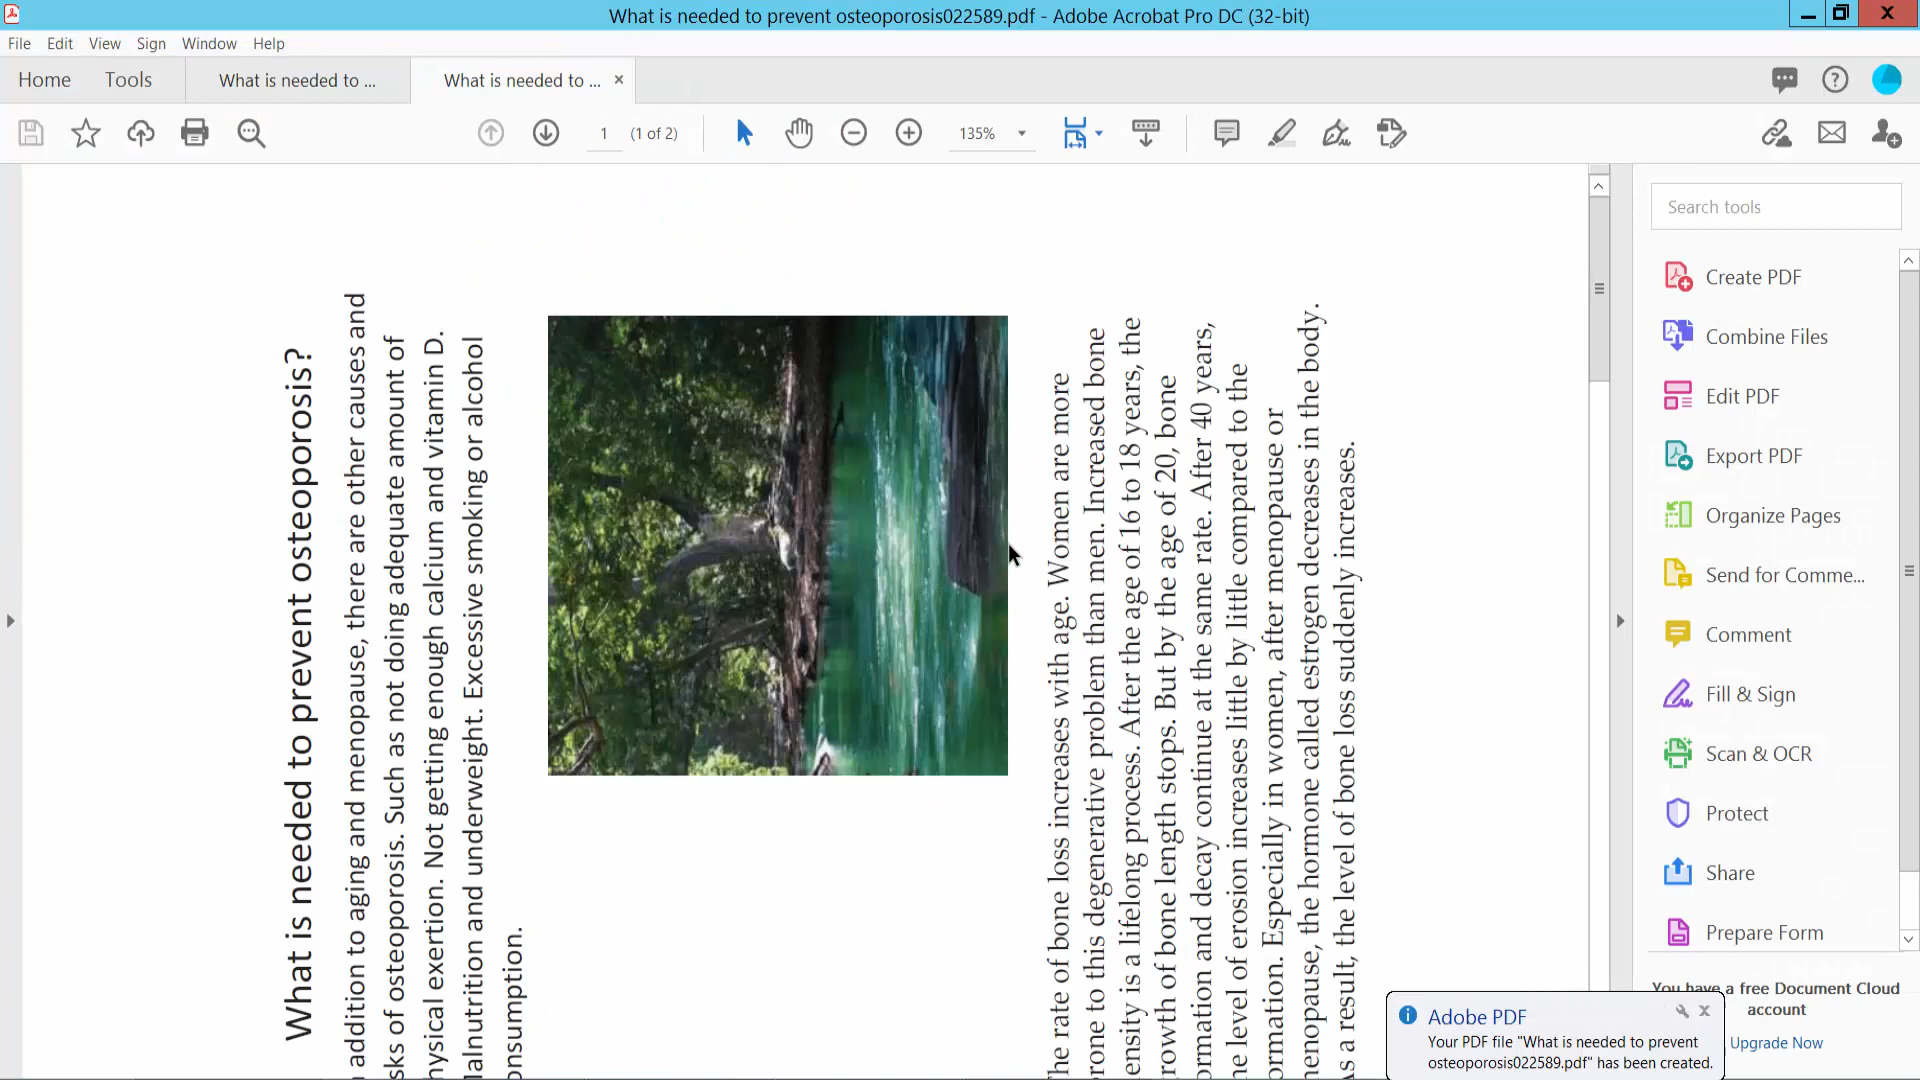 What is needed to prevent osteoporosis022589.pdf - Adobe Acrobat Pro DC (32-bit)
File Edit View Sign Window Help
Home Tools What is needed to ... What is needed to ...
1 (1 of 2) 135%
Search tools
Create PDF
Combine Files
Edit PDF
Export PDF
Organize Pages
Send for Comme...
Comment
Fill & Sign
Scan & OCR
Protect
Share
Prepare Form
You have a free Document Cloud
account
Upgrade Now
What is needed to prevent osteoporosis?
addition to aging and menopause, there are other causes and
sks of osteoporosis. Such as not doing adequate amount of
hysical exertion. Not getting enough calcium and vitamin D.
alnutrition and underweight. Excessive smoking or alcohol
onsumption.
he rate of bone loss increases with age. Women are more
rone to this degenerative problem than men. Increased bone
ensity is a lifelong process. After the age of 16 to 18 years, the
rowth of bone length stops. But by the age of 20, bone
ormation and decay continue at the same rate. After 40 years,
he level of erosion increases little by little compared to the
ormation. Especially in women, after menopause or
nenopause, the hormone called estrogen decreases in the body.
As a result, the level of bone loss suddenly increases.
Adobe PDF
Your PDF file "What is needed to prevent
osteoporosis022589.pdf" has been created.